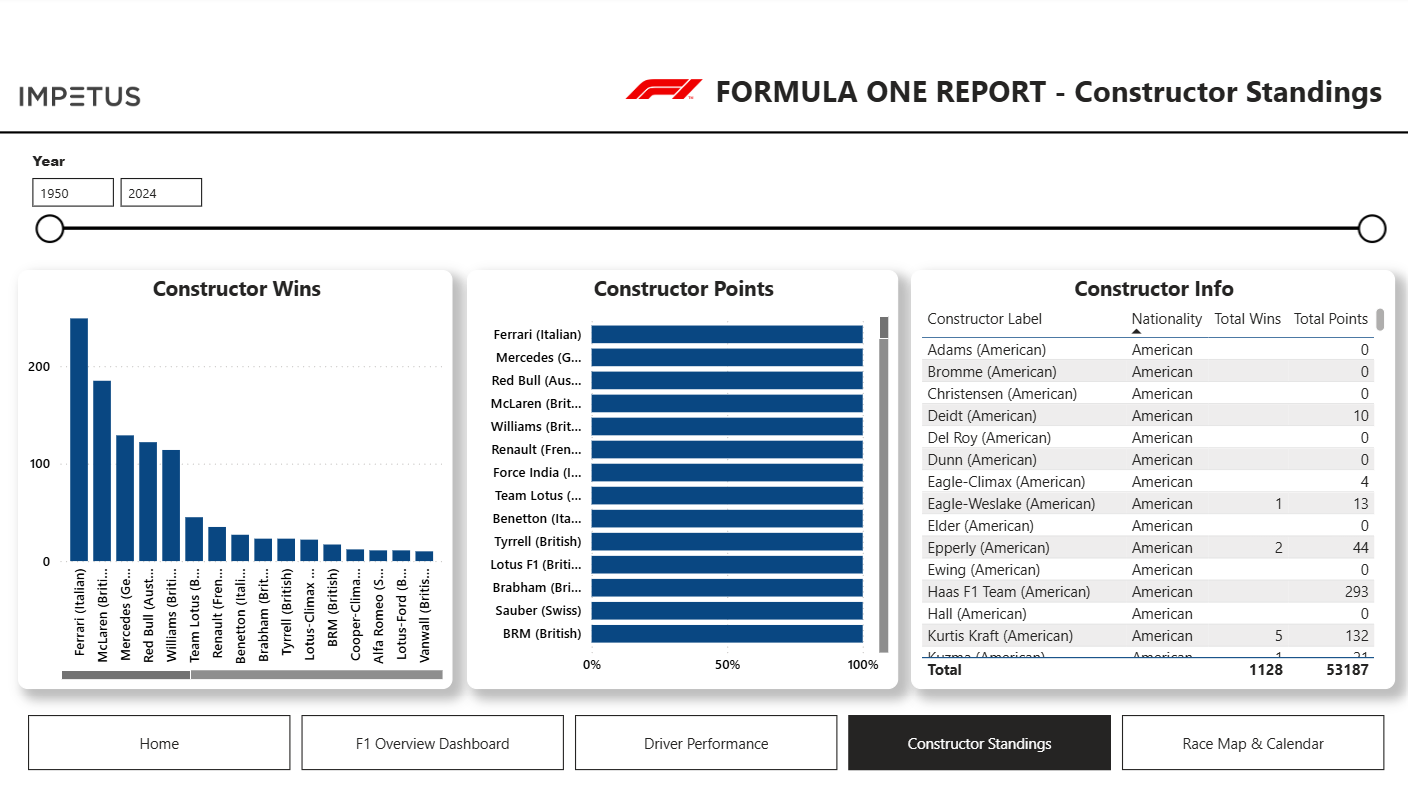 IMPETUS
FORMULA ONE REPORT - Constructor Standings
Year
1950
2024
Constructor Wins
200
100
0
Ferrari (Italian)
McLaren (Briti...
Mercedes (Ge...
Red Bull (Aust...
Williams (Briti...
Team Lotus (B...
Renault (Fren...
Benetton (Itali...
Brabham (Brit...
Tyrrell (British)
Lotus-Climax ...
BRM (British)
Cooper-Clima...
Alfa Romeo (S...
Lotus-Ford (B...
Vanwall (Britis...
Constructor Points
Ferrari (Italian)
Mercedes (G...
Red Bull (Aus...
McLaren (Brit...
Williams (Brit...
Renault (Fren...
Force India (I...
Team Lotus (...
Benetton (Ita...
Tyrrell (British)
Lotus F1 (Briti...
Brabham (Bri...
Sauber (Swiss)
BRM (British)
0% 50% 100%
Constructor Info
Constructor Label Nationality Total Wins Total Points
Adams (American) American 0
Bromme (American) American 0
Christensen (American) American 0
Deidt (American) American 10
Del Roy (American) American 0
Dunn (American) American 0
Eagle-Climax (American) American 4
Eagle-Weslake (American) American 1 13
Elder (American) American 0
Epperly (American) American 2 44
Ewing (American) American 0
Haas F1 Team (American) American 293
Hall (American) American 0
Kurtis Kraft (American) American 5 132
Kuzma (American) American 1 21
Total 1128 53187
Home
F1 Overview Dashboard
Driver Performance
Constructor Standings
Race Map & Calendar